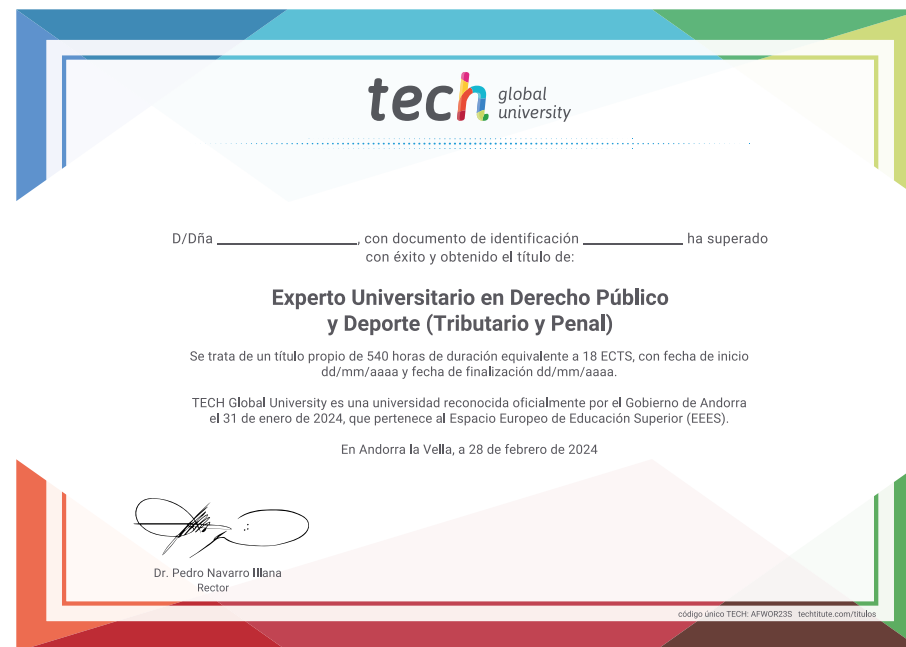 tech global university
D/Dña ____________________, con documento de identificación ______________ ha superado
con éxito y obtenido el título de:
Experto Universitario en Derecho Público
y Deporte (Tributario y Penal)
Se trata de un título propio de 540 horas de duración equivalente a 18 ECTS, con fecha de inicio
dd/mm/aaaa y fecha de finalización dd/mm/aaaa.
TECH Global University es una universidad reconocida oficialmente por el Gobierno de Andorra
el 31 de enero de 2024, que pertenece al Espacio Europeo de Educación Superior (EEES).
En Andorra la Vella, a 28 de febrero de 2024
Dr. Pedro Navarro Illana
Rector
código único TECH: AFWOR23S techtitute.com/titulos